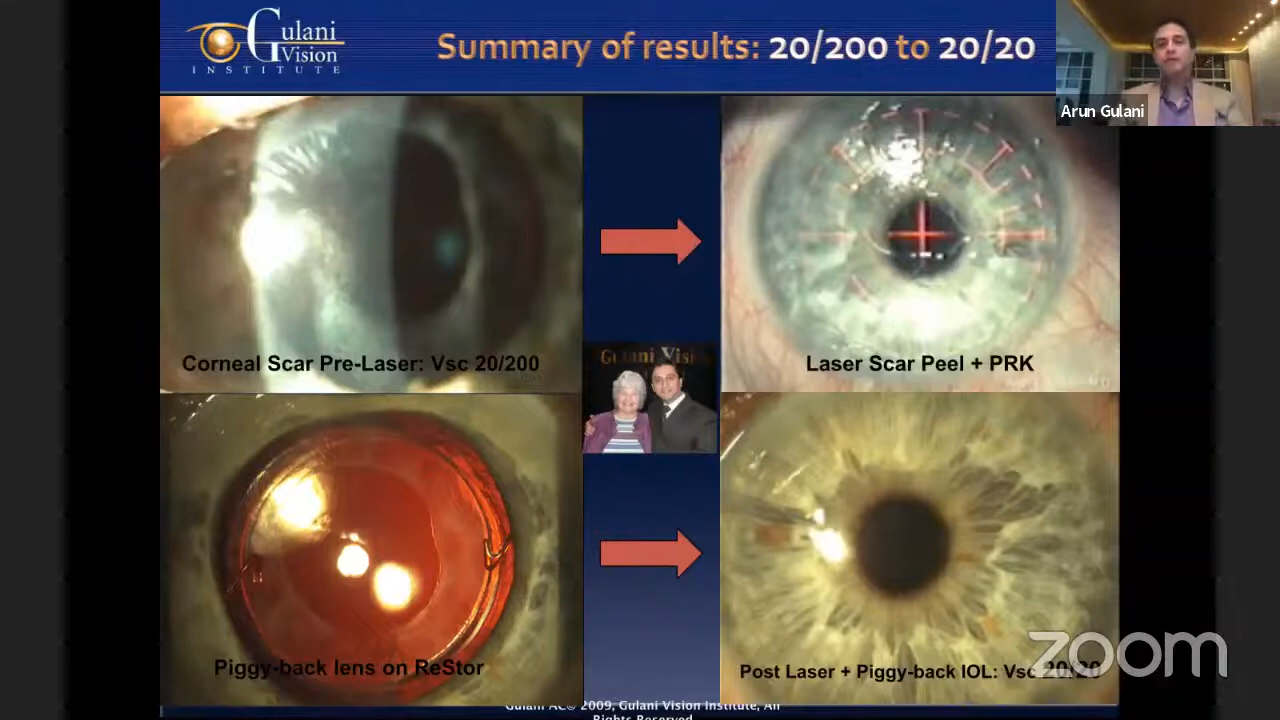 Gulani
Vision
INSTITUTE
Summary of results: 20/200 to 20/20
Arun Gulani
Corneal Scar Pre-Laser: Vsc 20/200
Laser Scar Peel + PRK
Gulani Visi
Piggy-back lens on ReStor
Post Laser + Piggy-back IOL: Vsc 20/20
zoom
Gulani AC© 2009, Gulani Vision Institute, All
Rights Reserved